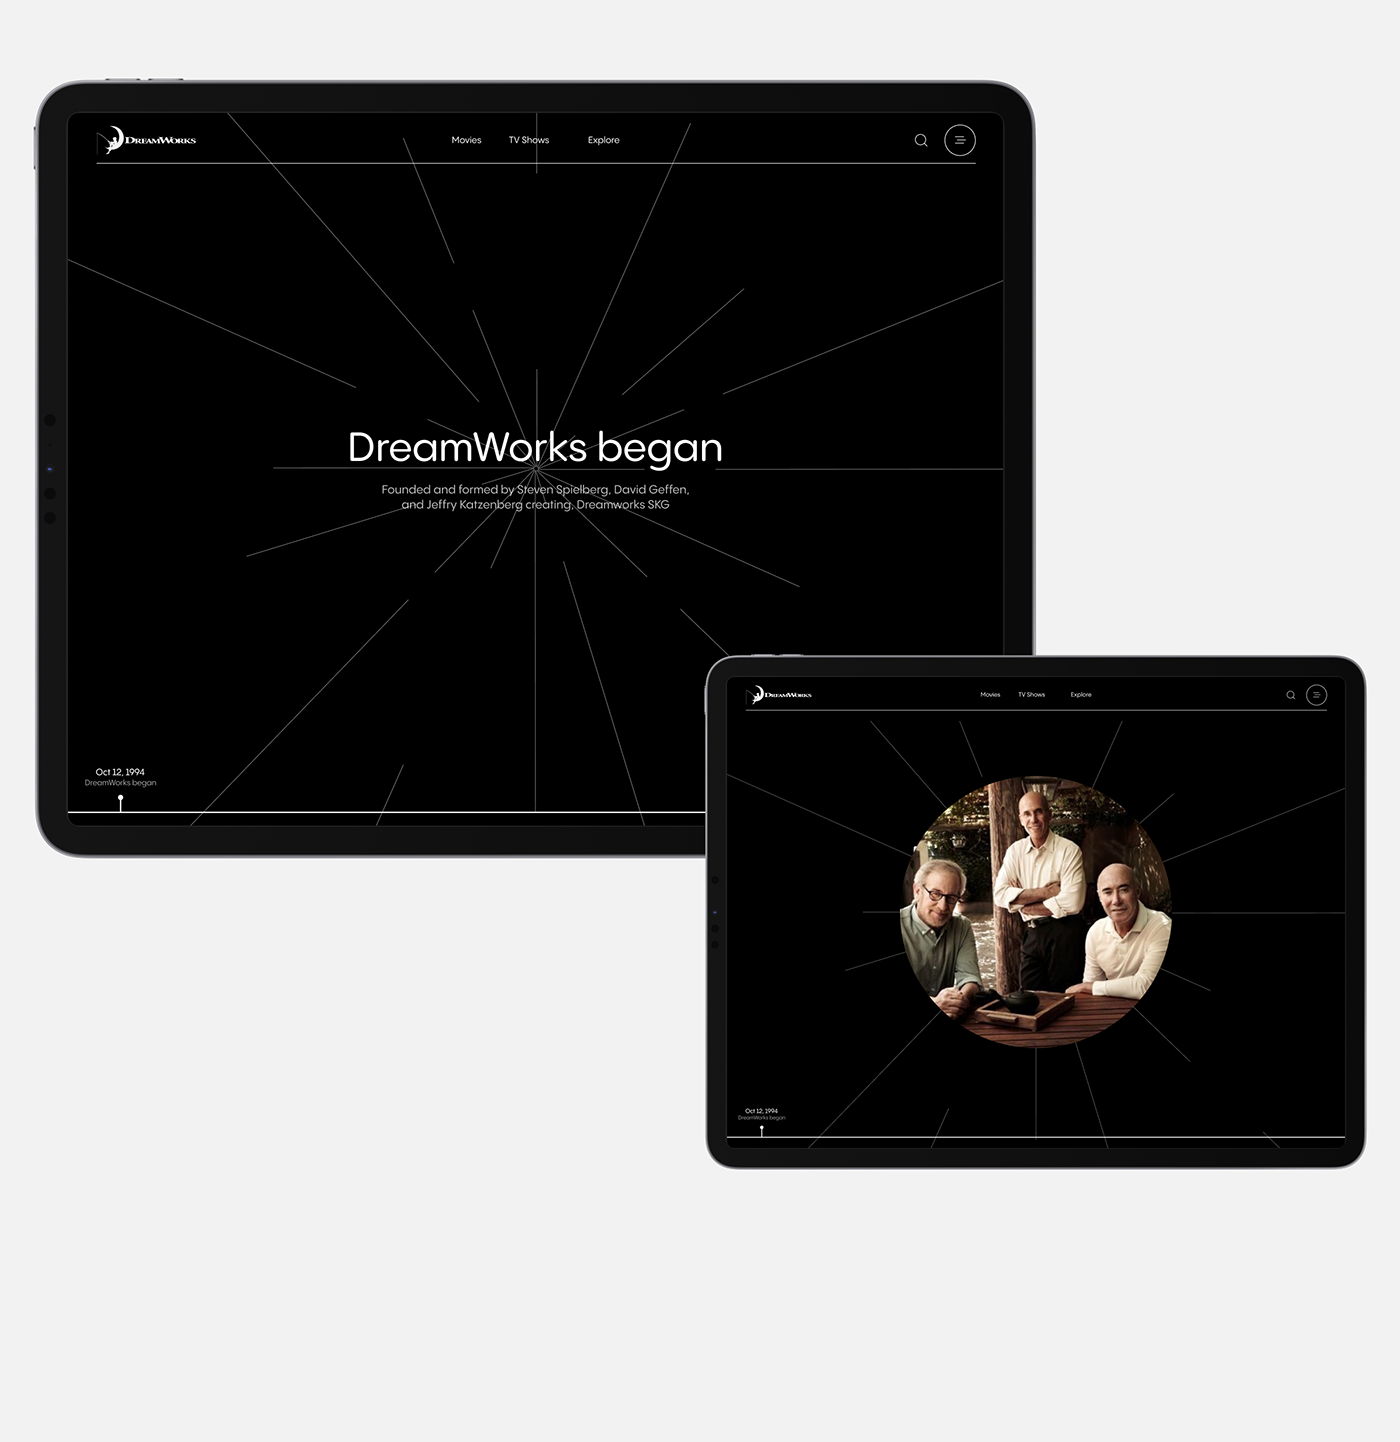 DREAMWORKS
Movies
TV Shows
Explore
DreamWorks began
Founded and formed by Steven Spielberg, David Geffen,
and Jeffry Katzenberg creating, Dreamworks SKG
Oct 12, 1994
DreamWorks began
DREAMWORKS
Movies
TV Shows
Explore
Oct 12, 1994
DreamWorks began